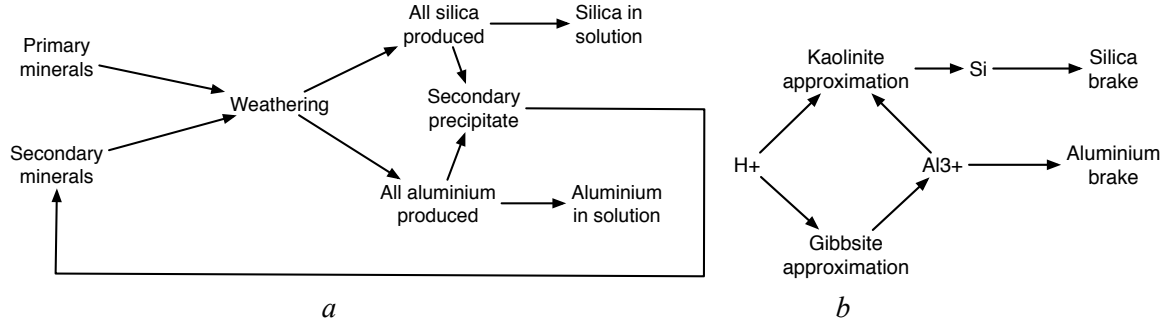 Primary
minerals
Secondary
minerals
Weathering
All silica
produced
Silica in
solution
Secondary
precipitate
All aluminium
produced
Aluminium
in solution
a
H+
Kaolinite
approximation
Si
Silica
brake
Al3+
Aluminium
brake
Gibbsite
approximation
b